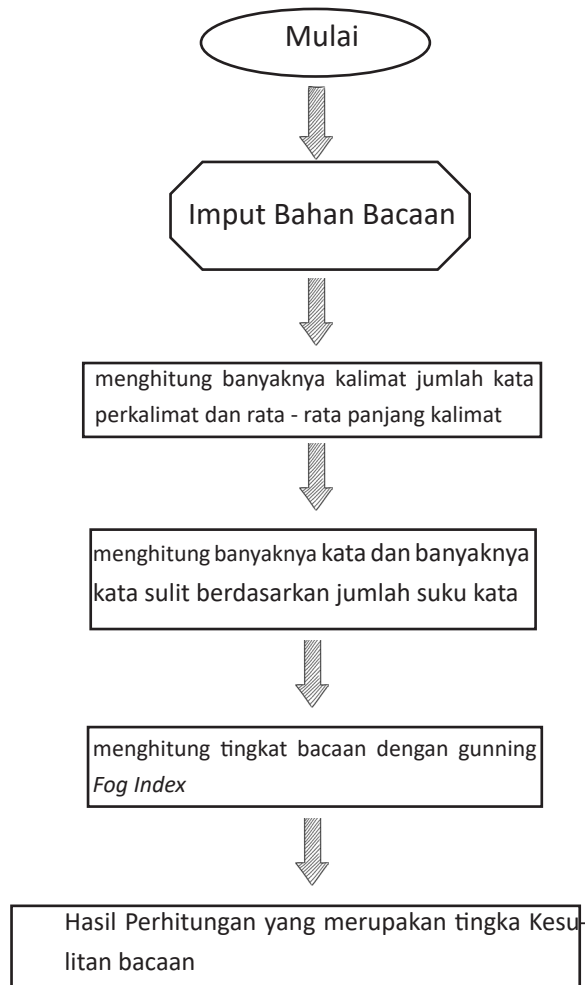 Mulai
Imput Bahan Bacaan
menghitung banyaknya kalimat jumlah kata
perkalimat dan rata - rata panjang kalimat
menghitung banyaknya kata dan banyaknya
kata sulit berdasarkan jumlah suku kata
menghitung tingkat bacaan dengan gunning
Fog Index
Hasil Perhitungan yang merupakan tingka Kesu-
litan bacaan